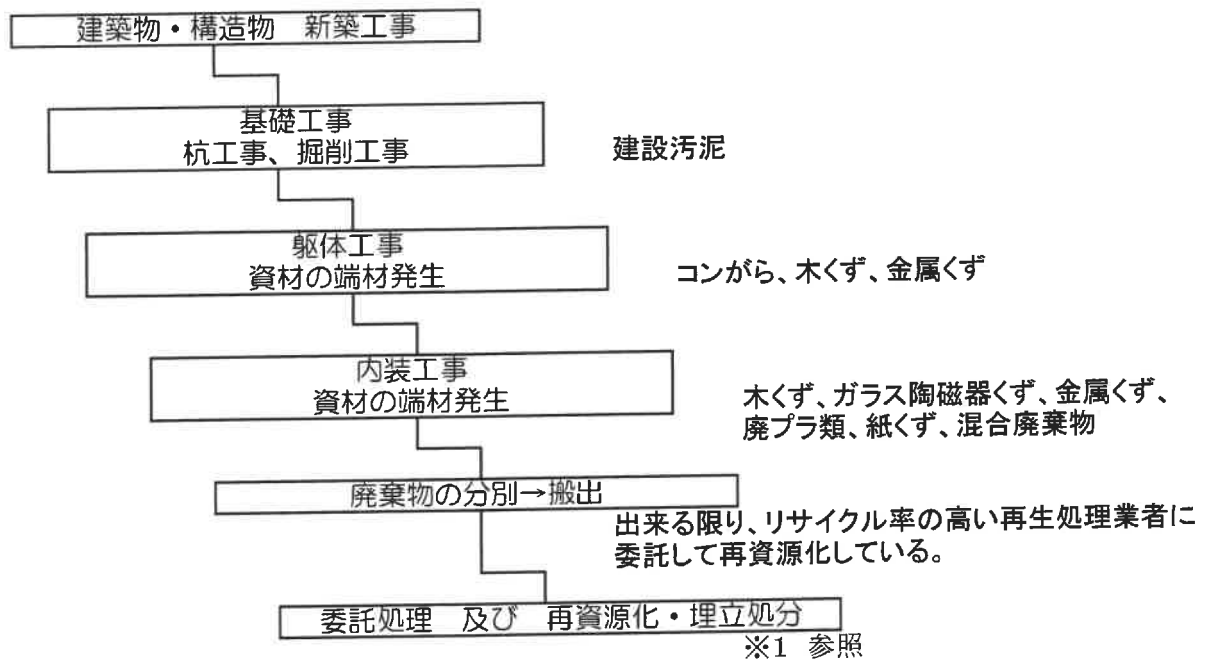 建築物・構造物　新築工事
基礎工事
杭工事、掘削工事
建設汚泥
躯体工事
資材の端材発生
コンがら、木くず、金属くず
内装工事
資材の端材発生
木くず、ガラス陶磁器くず、金属くず、
廃プラ類、紙くず、混合廃棄物
廃棄物の分別→搬出
出来る限り、リサイクル率の高い再生処理業者に
委託して再資源化している。
委託処理　及び　再資源化・埋立処分
※1 参照